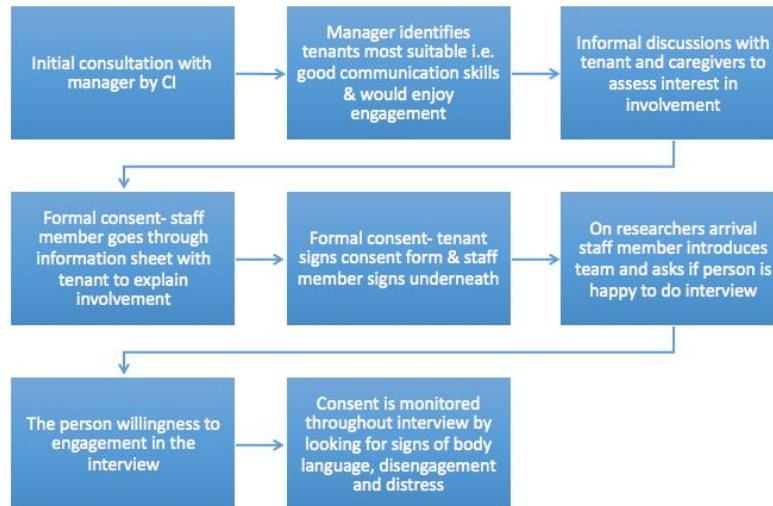 Initial consultation with
manager by CI
Manager identifies
tenants most suitable i.e.
good communication skills
& would enjoy
engagement
Informal discussions with
tenant and caregivers to
assess interest in
involvement
Formal consent- staff
member goes through
information sheet with
tenant to explain
involvement
Formal consent- tenant
signs consent form & staff
member signs underneath
On researchers arrival
staff member introduces
team and asks if person is
happy to do interview
The person willingness to
engagement in the
interview
Consent is monitored
throughout interview by
looking for signs of body
language, disengagement
and distress